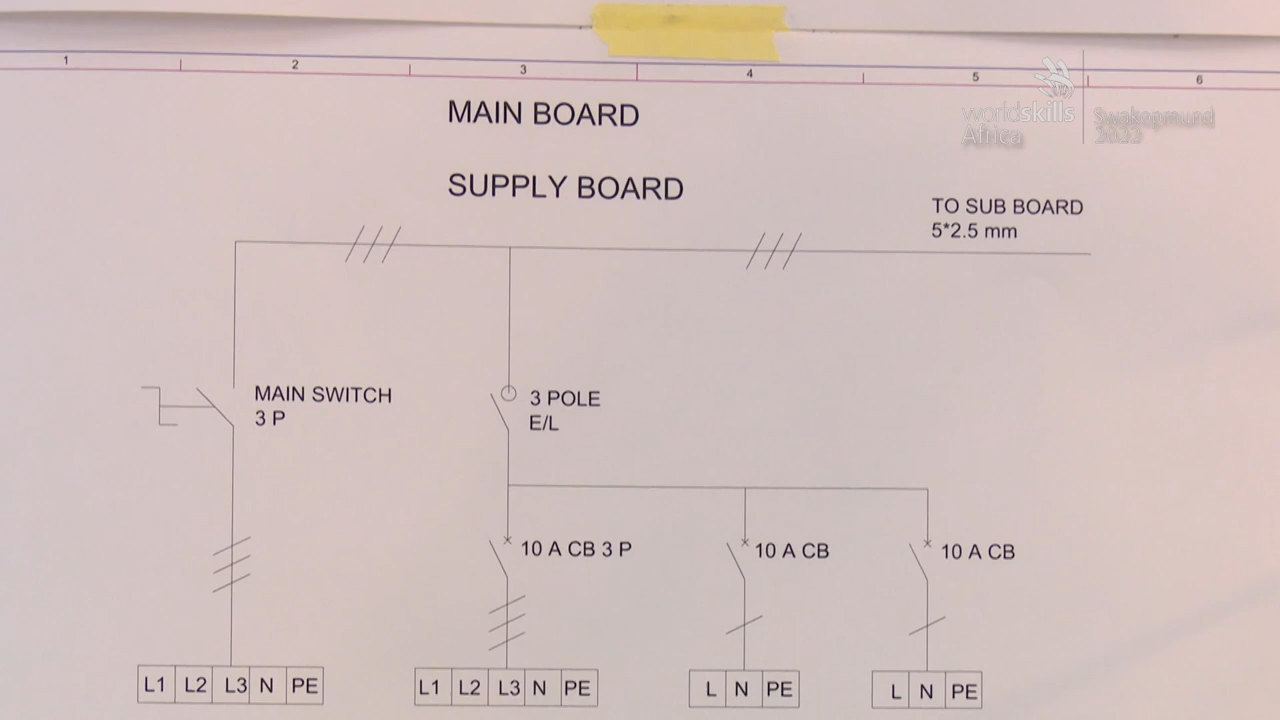 1 2 3 4 5 6
worldskills
Africa
Swakopmund
2022
MAIN BOARD
SUPPLY BOARD
TO SUB BOARD
5*2.5 mm
MAIN SWITCH
3 P
3 POLE
E/L
10 A CB 3 P
10 A CB
10 A CB
L1 L2 L3 N PE
L1 L2 L3 N PE
L N PE
L N PE